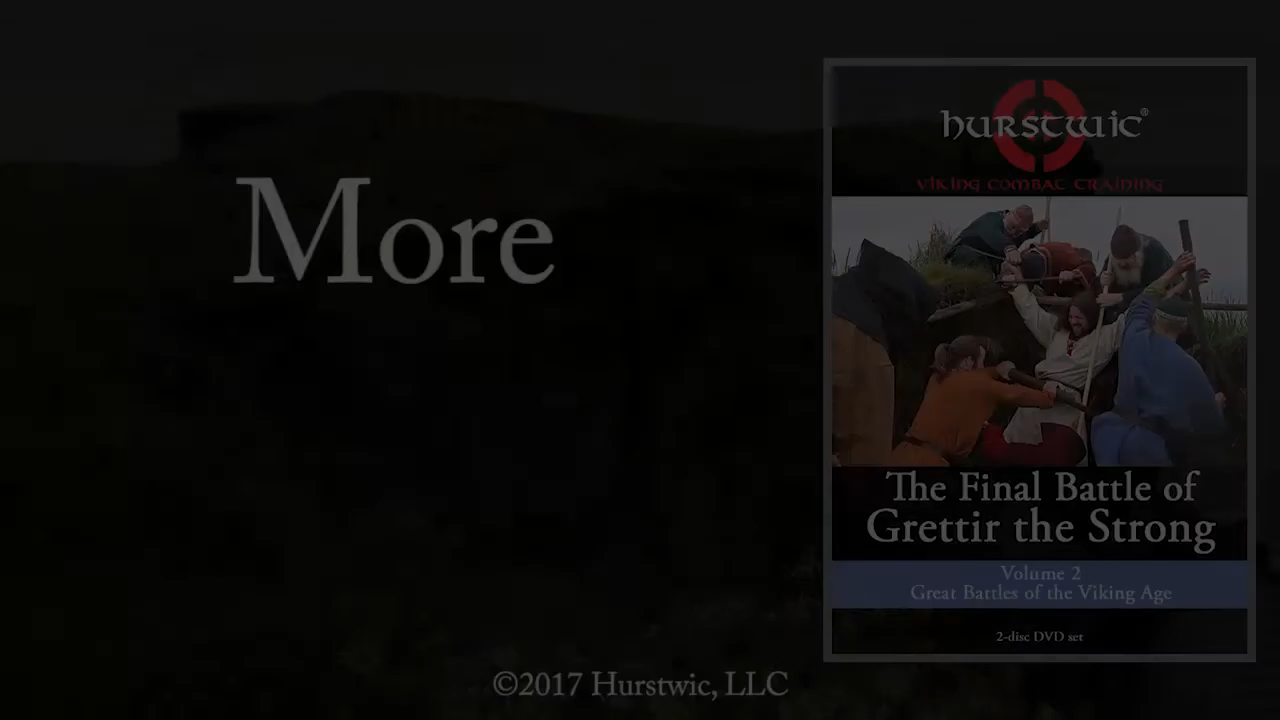 More
hurstwic®
VIKING COMBAT TRAINING
The Final Battle of
Grettir the Strong
Volume 2
Great Battles of the Viking Age
2-disc DVD set
©2017 Hurstwic, LLC